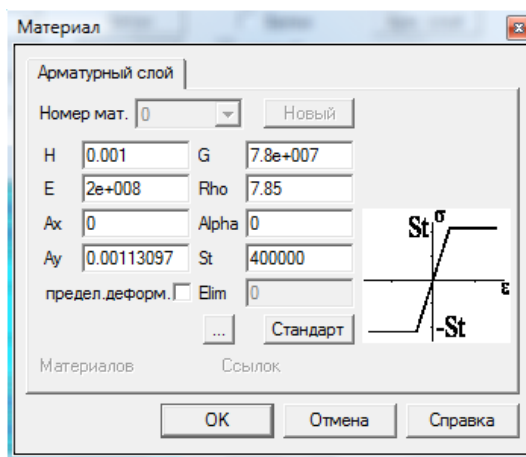 Материал
Арматурный слой
Номер мат. 0 Новый
H 0.001 G 7.8e+007
E 2e+008 Rho 7.85
Ax 0 Alpha 0
Ay 0.00113097 St 400000
предел.деформ. Elim 0
... Стандарт
St σ
ε
-St
Материалов Ссылок
OK Отмена Справка